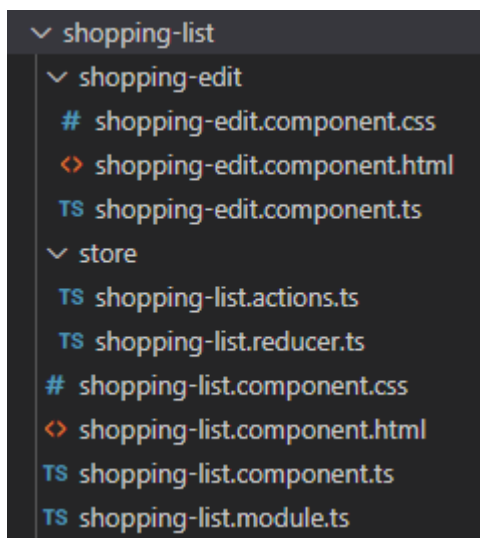 shopping-list
shopping-edit
# shopping-edit.component.css
<> shopping-edit.component.html
TS shopping-edit.component.ts
store
TS shopping-list.actions.ts
TS shopping-list.reducer.ts
# shopping-list.component.css
<> shopping-list.component.html
TS shopping-list.component.ts
TS shopping-list.module.ts